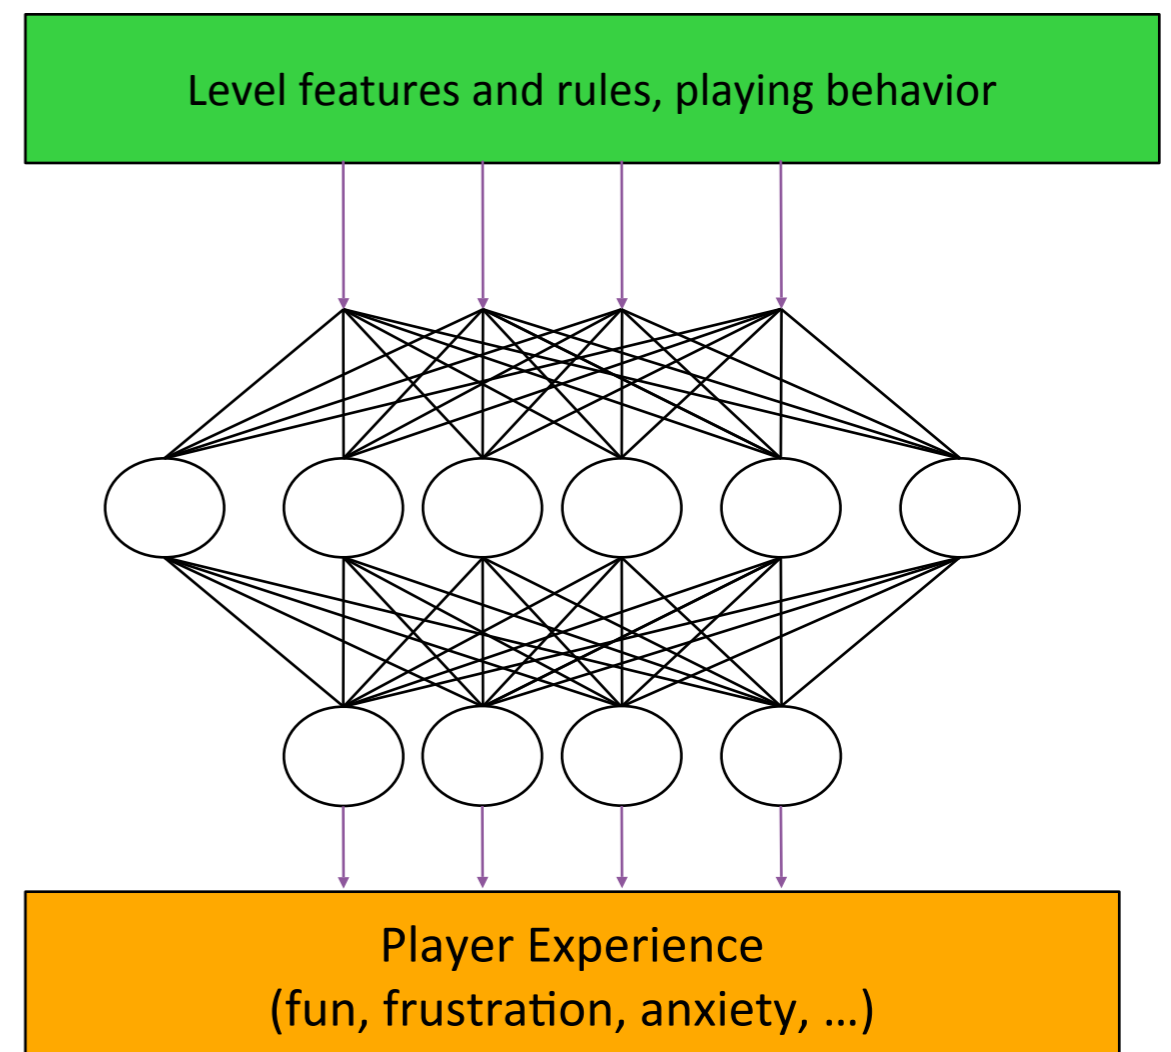 Level features and rules, playing behavior
Player Experience
(fun, frustration, anxiety, …)